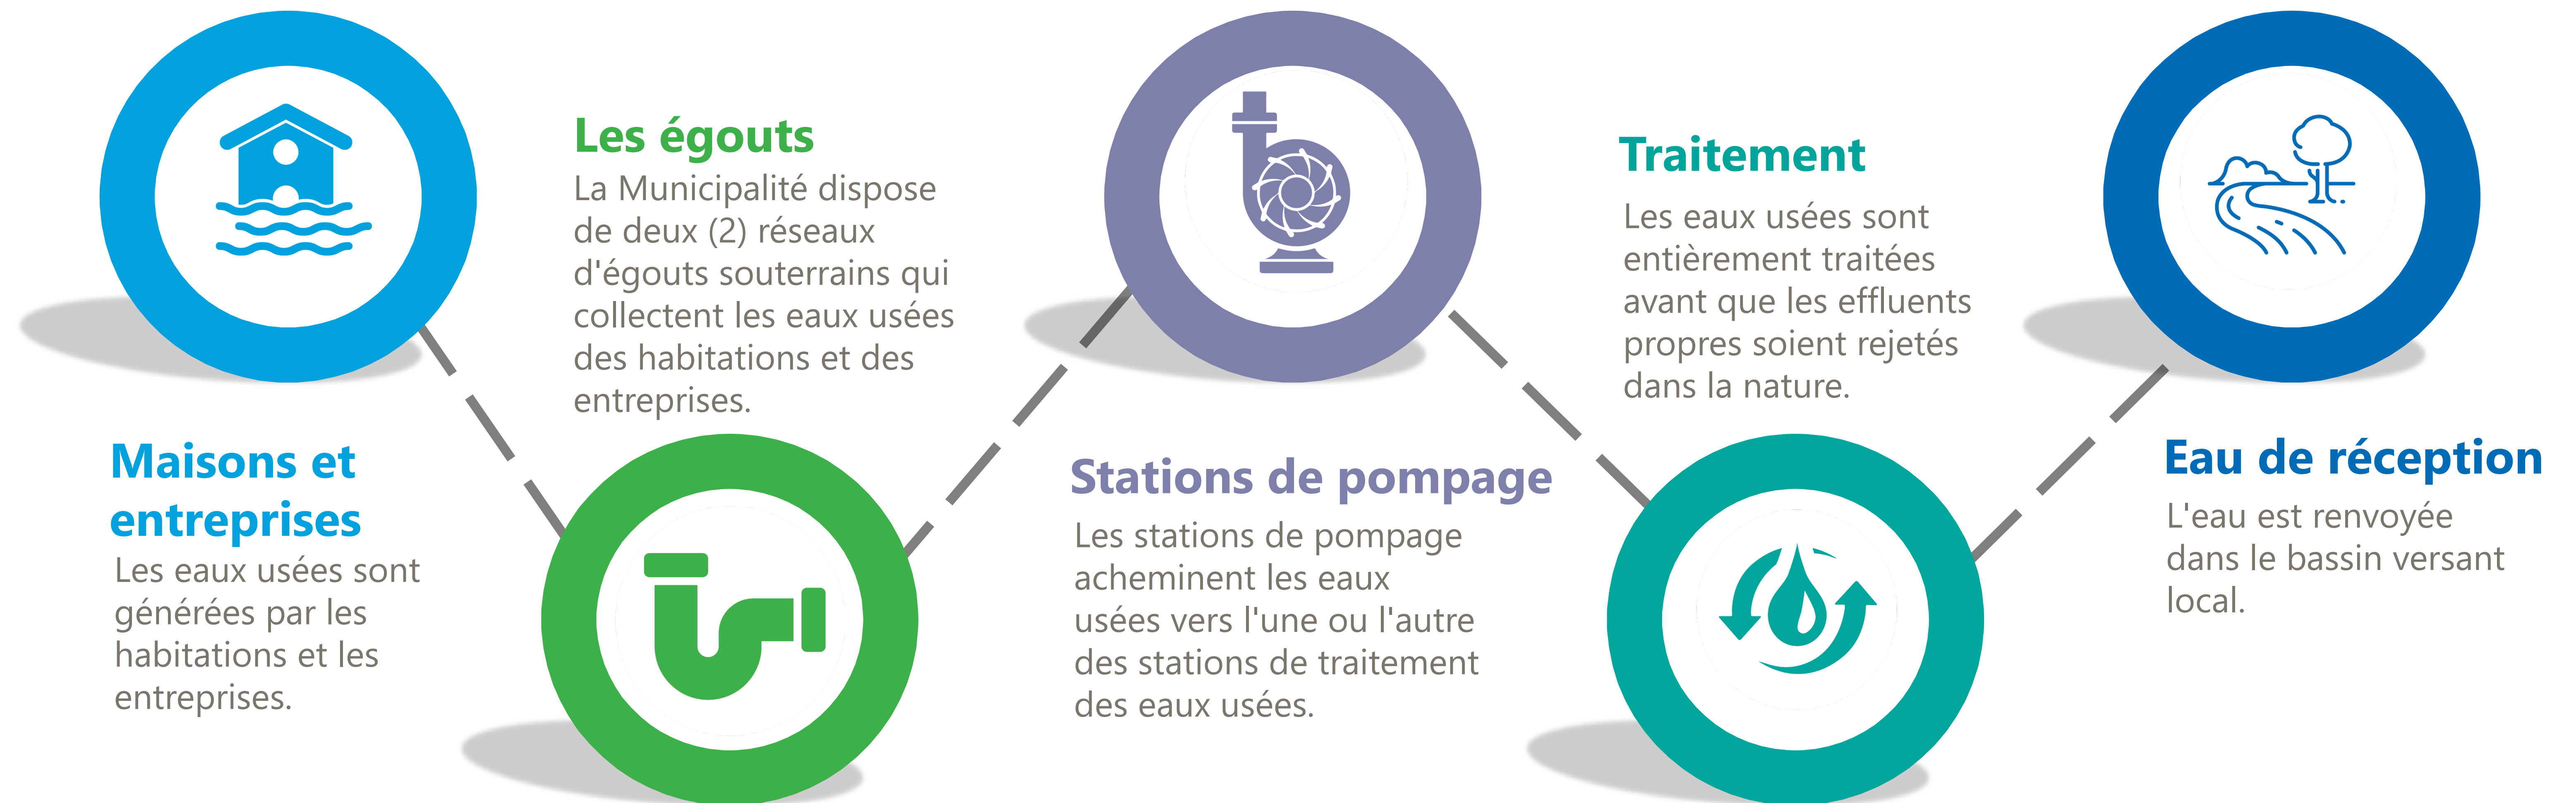 Maisons et
entreprises
Les eaux usées sont
générées par les
habitations et les
entreprises.
Les égouts
La Municipalité dispose
de deux (2) réseaux
d'égouts souterrains qui
collectent les eaux usées
des habitations et des
entreprises.
Stations de pompage
Les stations de pompage
acheminent les eaux
usées vers l'une ou l'autre
des stations de traitement
des eaux usées.
Traitement
Les eaux usées sont
entièrement traitées
avant que les effluents
propres soient rejetés
dans la nature.
Eau de réception
L'eau est renvoyée
dans le bassin versant
local.